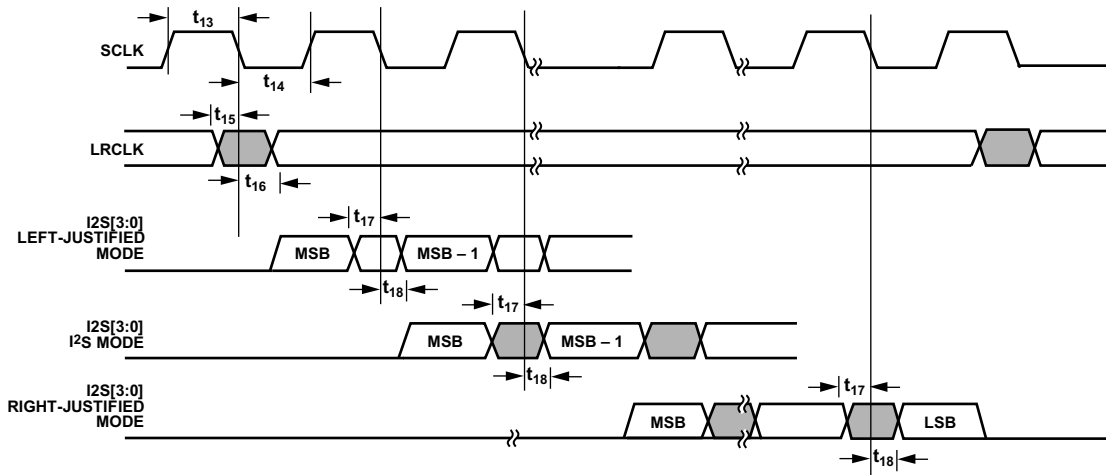 t13
SCLK
t14
t15
LRCLK
t16
I2S[3:0]
LEFT-JUSTIFIED
MODE
t17
MSB
MSB – 1
t18
I2S[3:0]
I2S MODE
t17
MSB
MSB – 1
t18
I2S[3:0]
RIGHT-JUSTIFIED
MODE
t17
MSB
LSB
t18